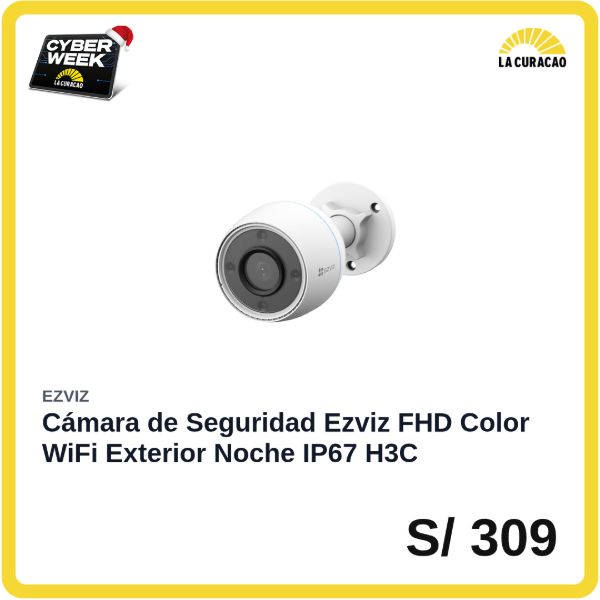 CYBER
WEEK
LA CURACAO
LA CURACAO
EZVIZ
EZVIZ
Cámara de Seguridad Ezviz FHD Color
WiFi Exterior Noche IP67 H3C
S/ 309